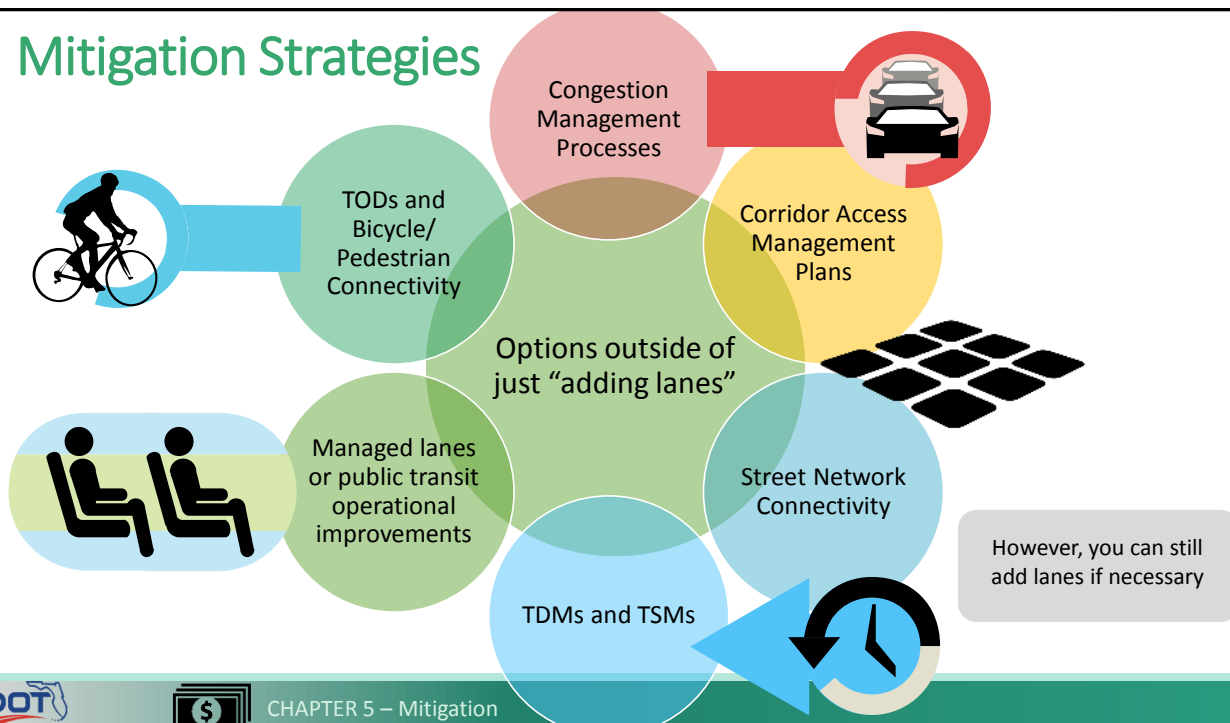 Mitigation Strategies
Congestion
Management
Processes
TODs and
Bicycle/
Pedestrian
Connectivity
Corridor Access
Management
Plans
Options outside of
just “adding lanes”
Managed lanes
or public transit
operational
improvements
Street Network
Connectivity
TDMs and TSMs
However, you can still
add lanes if necessary
OOT
$
CHAPTER 5 – Mitigation